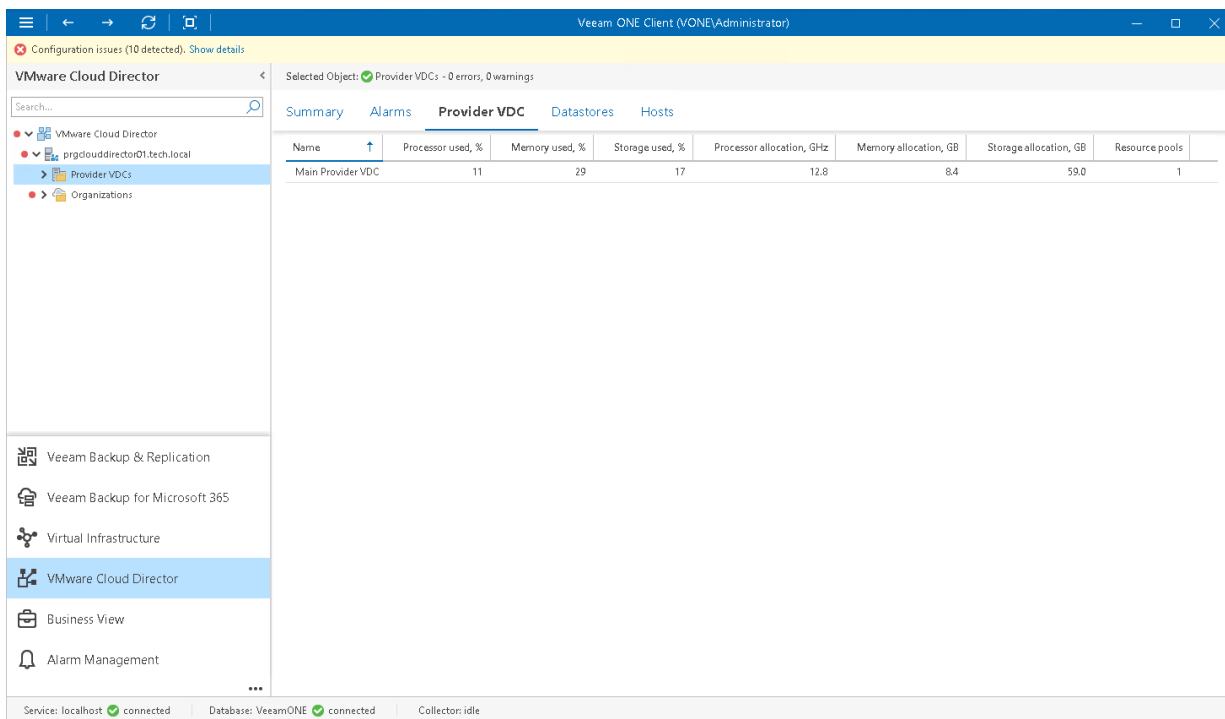 Veeam ONE Client (VONE\Administrator)
Configuration issues (10 detected). Show details
VMware Cloud Director
Search...
VMware Cloud Director
prgclouddirector01.tech.local
Provider VDCs
Organizations
Veeam Backup & Replication
Veeam Backup for Microsoft 365
Virtual Infrastructure
VMware Cloud Director
Business View
Alarm Management
Selected Object: Provider VDCs - 0 errors, 0 warnings
Summary Alarms Provider VDC Datastores Hosts
Name Processor used, % Memory used, % Storage used, % Processor allocation, GHz Memory allocation, GB Storage allocation, GB Resource pools
Main Provider VDC 11 29 17 12.8 8.4 59.0 1
Service: localhost connected Database: VeeamONE connected Collector: idle